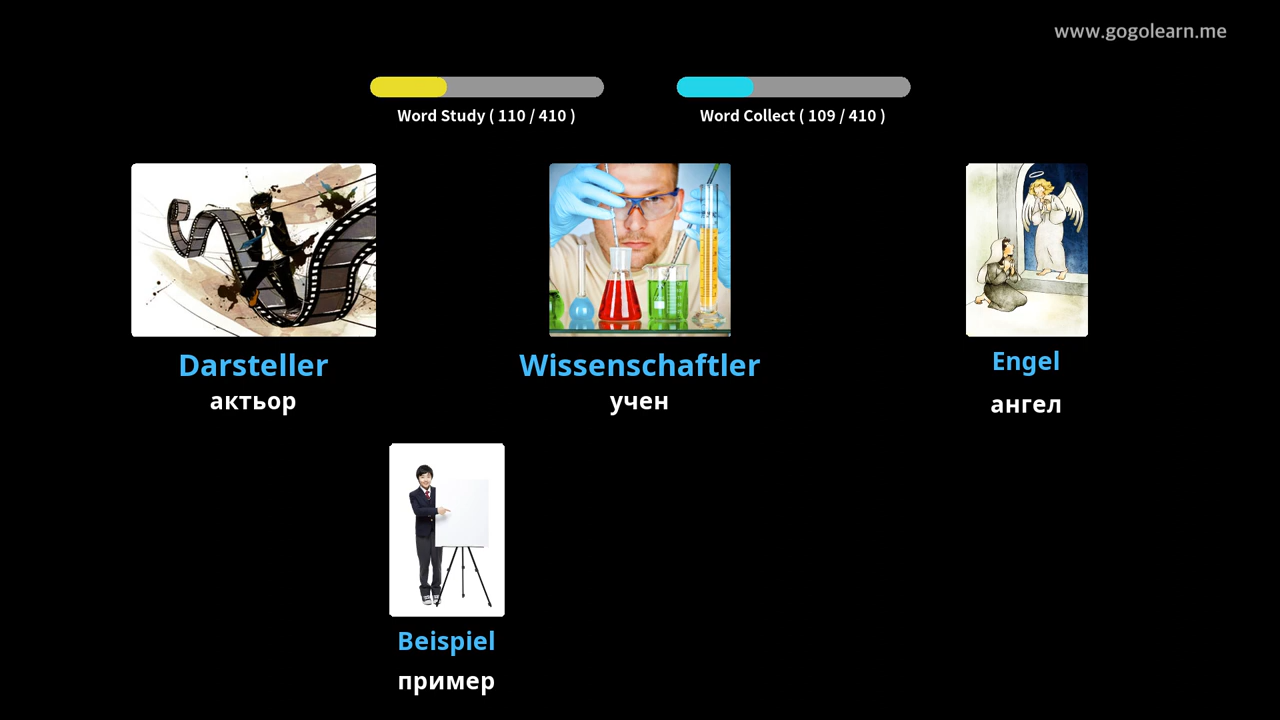 www.gogolearn.me
Word Study ( 110 / 410 )
Word Collect ( 109 / 410 )
Darsteller
актьор
Wissenschaftler
учен
Engel
ангел
Beispiel
пример